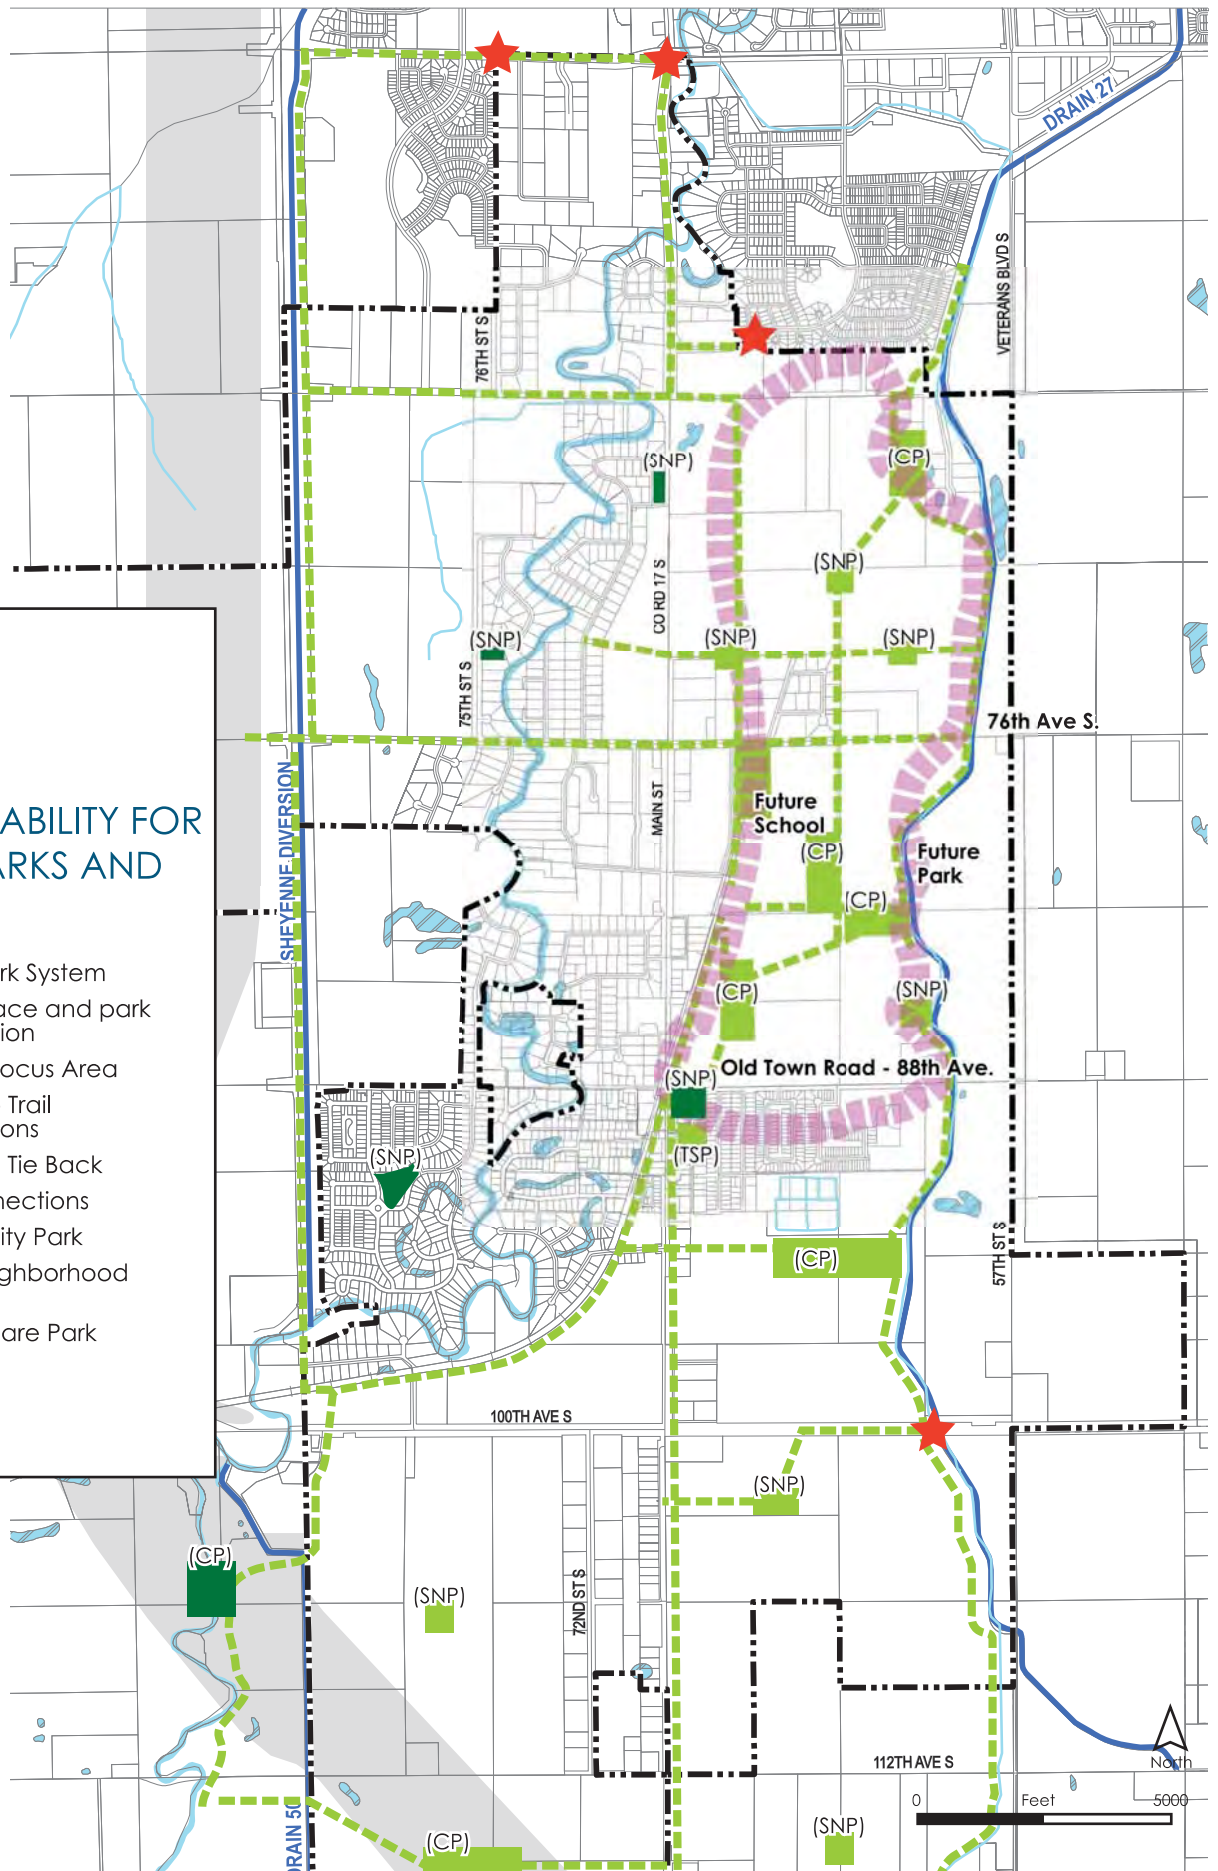 DRAIN 27
VETERANS BLVD S
76TH ST S
(SNP)
(CP)
(SNP)
CO RD 17 S
(SNP)
(SNP)
(SNP)
75TH ST S
76th Ave S.
SHEYENNE DIVERSION
MAIN ST
Future
School
(CP)
Future
Park
(CP)
(CP)
(SNP)
Old Town Road - 88th Ave.
(SNP)
(TSP)
(SNP)
57TH ST S
(CP)
100TH AVE S
(SNP)
(CP)
(SNP)
72ND ST S
112TH AVE S
North
0 Feet 5000
DRAIN 50
(CP)
(SNP)
ABILITY FOR
ARKS AND
rk System
ace and park
tion
ocus Area
Trail
ons
Tie Back
nections
ity Park
ighborhood
are Park